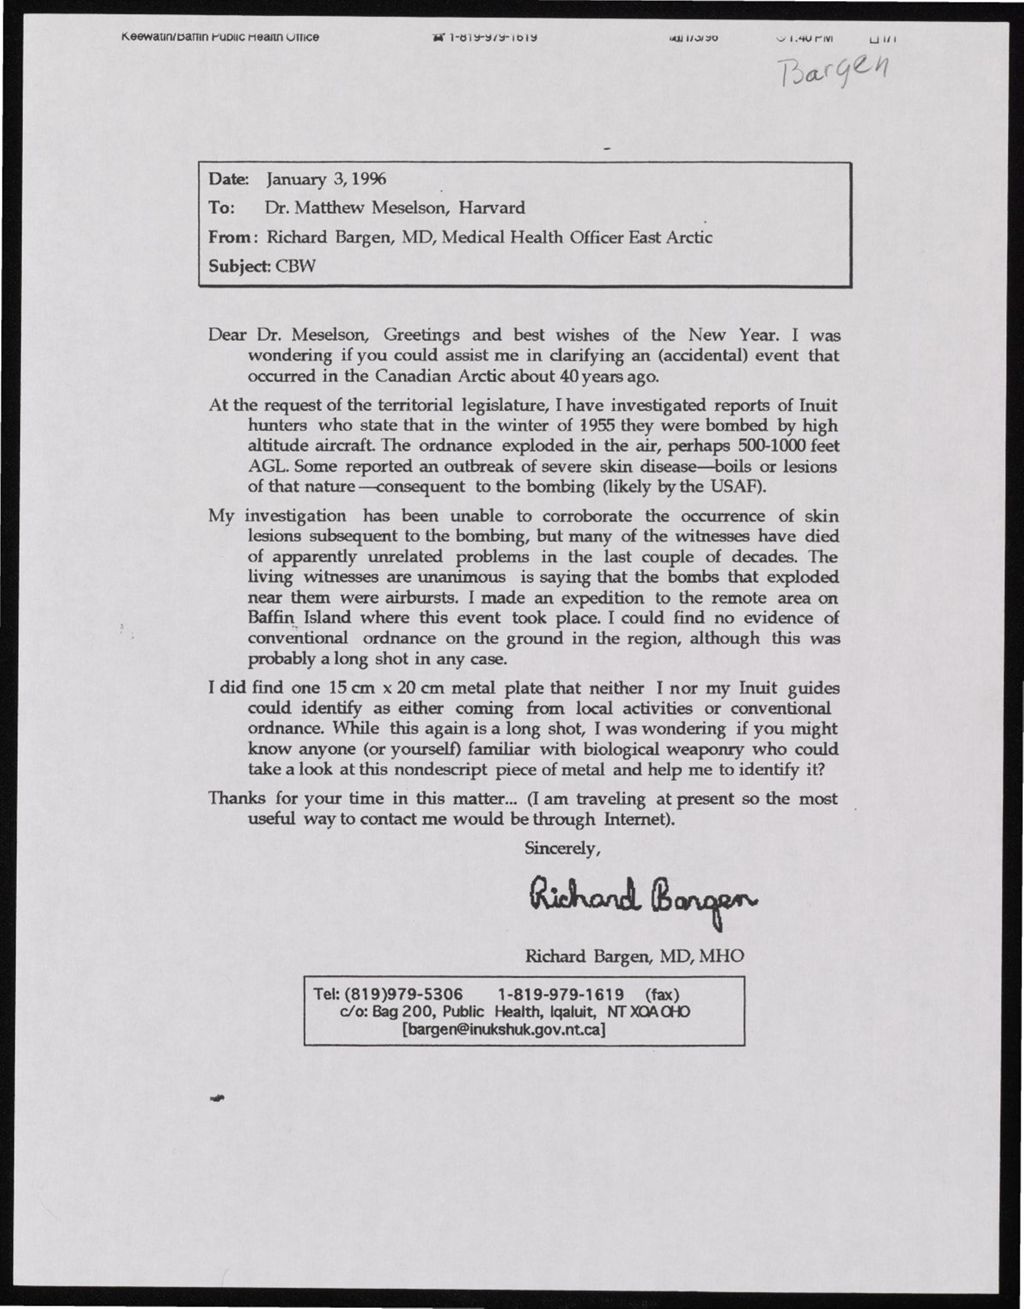 Keewatin/Baffin Public Health Office 1-819-979-1619 1/3/96 1:40 PM 1/1
Bargen
Date: January 3, 1996
To: Dr. Matthew Meselson, Harvard
From: Richard Bargen, MD, Medical Health Officer East Arctic
Subject: CBW
Dear Dr. Meselson, Greetings and best wishes of the New Year. I was
wondering if you could assist me in clarifying an (accidental) event that
occurred in the Canadian Arctic about 40 years ago.
At the request of the territorial legislature, I have investigated reports of Inuit
hunters who state that in the winter of 1955 they were bombed by high
altitude aircraft. The ordnance exploded in the air, perhaps 500-1000 feet
AGL. Some reported an outbreak of severe skin disease—boils or lesions
of that nature —consequent to the bombing (likely by the USAF).
My investigation has been unable to corroborate the occurrence of skin
lesions subsequent to the bombing, but many of the witnesses have died
of apparently unrelated problems in the last couple of decades. The
living witnesses are unanimous is saying that the bombs that exploded
near them were airbursts. I made an expedition to the remote area on
Baffin Island where this event took place. I could find no evidence of
conventional ordnance on the ground in the region, although this was
probably a long shot in any case.
I did find one 15 cm x 20 cm metal plate that neither I nor my Inuit guides
could identify as either coming from local activities or conventional
ordnance. While this again is a long shot, I was wondering if you might
know anyone (or yourself) familiar with biological weaponry who could
take a look at this nondescript piece of metal and help me to identify it?
Thanks for your time in this matter... (I am traveling at present so the most
useful way to contact me would be through Internet).
Sincerely,
Richard Bargen
Richard Bargen, MD, MHO
Tel: (819)979-5306 1-819-979-1619 (fax)
c/o: Bag 200, Public Health, Iqaluit, NT XOA OHO
[bargen@inukshuk.gov.nt.ca]